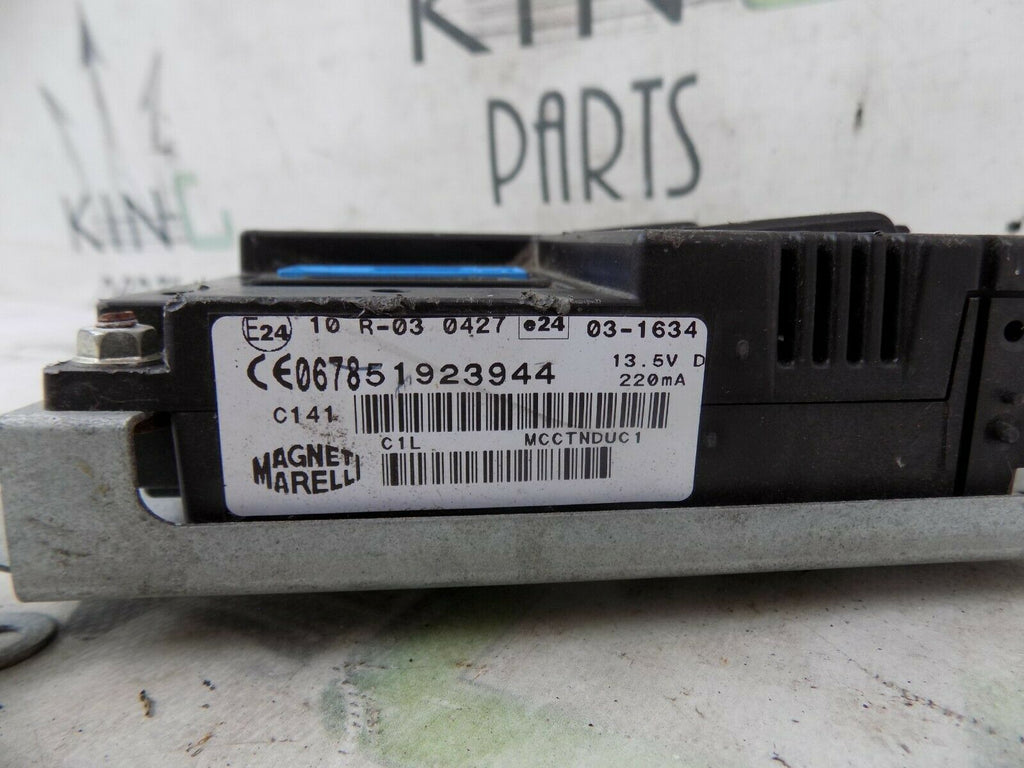 PARTS
E24 10 R-03 0427 e24 03-1634
CE0678 51923944 13.5V D
220mA
C141
C1L MCCTNDUC1
MAGNETI
MARELLI